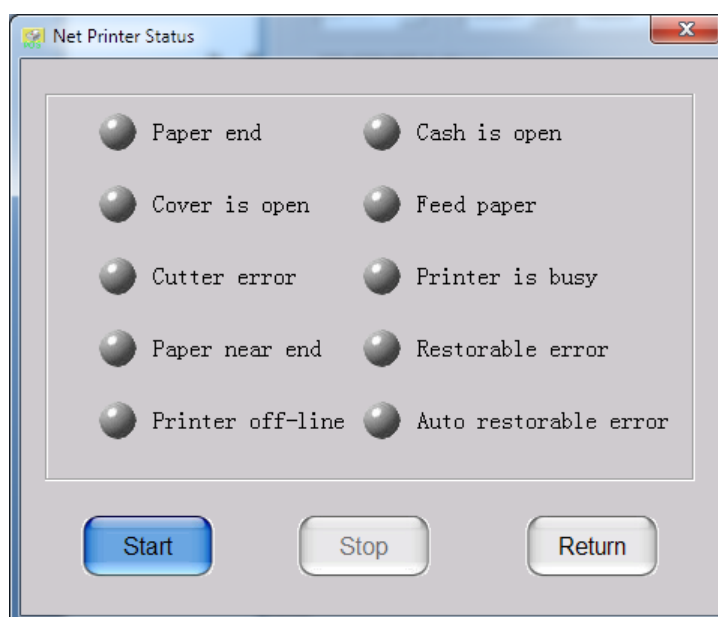 Net Printer Status
Paper end
Cash is open
Cover is open
Feed paper
Cutter error
Printer is busy
Paper near end
Restorable error
Printer off-line
Auto restorable error
Start
Stop
Return